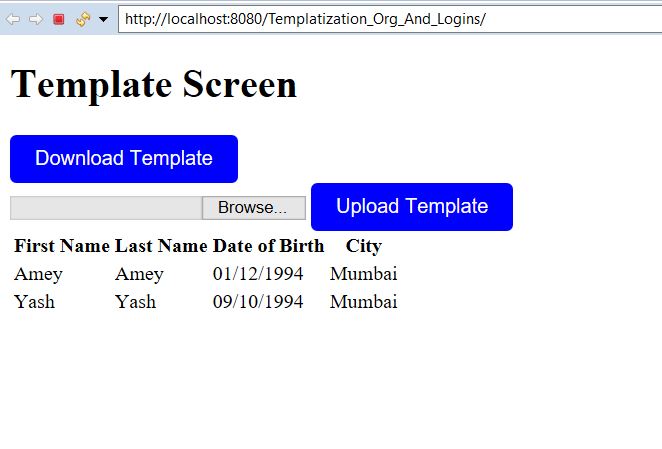 http://localhost:8080/Templatization_Org_And_Logins/
Template Screen
Download Template
Browse... Upload Template
First Name Last Name Date of Birth City
Amey Amey 01/12/1994 Mumbai
Yash Yash 09/10/1994 Mumbai